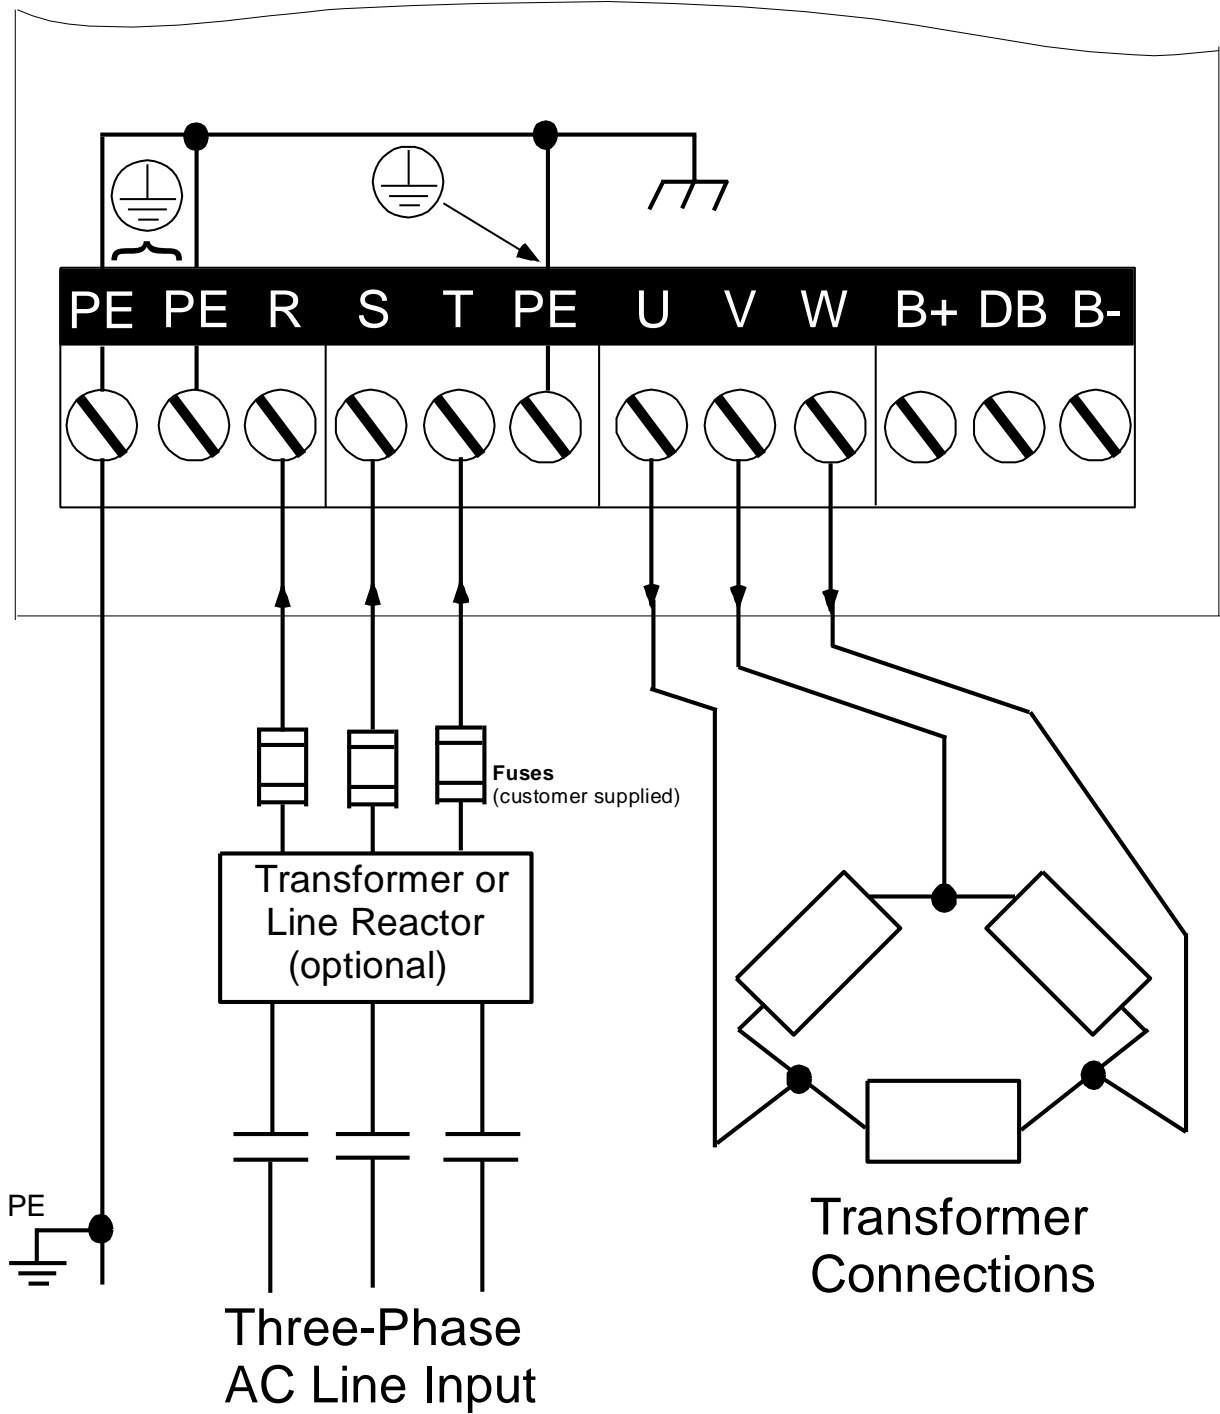 PE PE R S T PE U V W B+ DB B-
Fuses
(customer supplied)
Transformer or
Line Reactor
(optional)
PE
Transformer
Connections
Three-Phase
AC Line Input